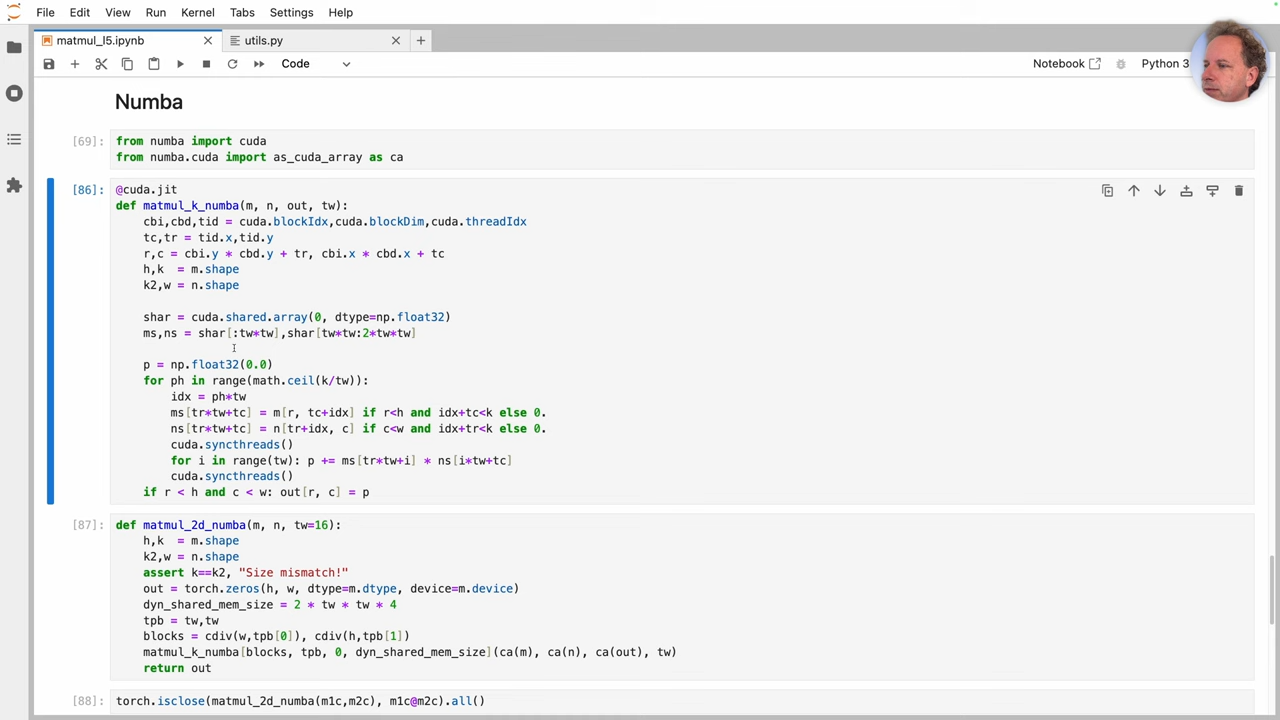 File Edit View Run Kernel Tabs Settings Help
matmul_l5.ipynb utils.py
Code Notebook Python 3
Numba
[69]: from numba import cuda
from numba.cuda import as_cuda_array as ca
[86]: @cuda.jit
def matmul_k_numba(m, n, out, tw):
    cbi,cbd,tid = cuda.blockIdx,cuda.blockDim,cuda.threadIdx
    tc,tr = tid.x,tid.y
    r,c = cbi.y * cbd.y + tr, cbi.x * cbd.x + tc
    h,k  = m.shape
    k2,w = n.shape
    shar = cuda.shared.array(0, dtype=np.float32)
    ms,ns = shar[:tw*tw],shar[tw*tw:2*tw*tw]
    p = np.float32(0.0)
    for ph in range(math.ceil(k/tw)):
        idx = ph*tw
        ms[tr*tw+tc] = m[r, tc+idx] if r<h and idx+tc<k else 0.
        ns[tr*tw+tc] = n[tr+idx, c] if c<w and idx+tr<k else 0.
        cuda.syncthreads()
        for i in range(tw): p += ms[tr*tw+i] * ns[i*tw+tc]
        cuda.syncthreads()
    if r < h and c < w: out[r, c] = p
[87]: def matmul_2d_numba(m, n, tw=16):
    h,k  = m.shape
    k2,w = n.shape
    assert k==k2, "Size mismatch!"
    out = torch.zeros(h, w, dtype=m.dtype, device=m.device)
    dyn_shared_mem_size = 2 * tw * tw * 4
    tpb = tw,tw
    blocks = cdiv(w,tpb[0]), cdiv(h,tpb[1])
    matmul_k_numba[blocks, tpb, 0, dyn_shared_mem_size](ca(m), ca(n), ca(out), tw)
    return out
[88]: torch.isclose(matmul_2d_numba(m1c,m2c), m1c@m2c).all()